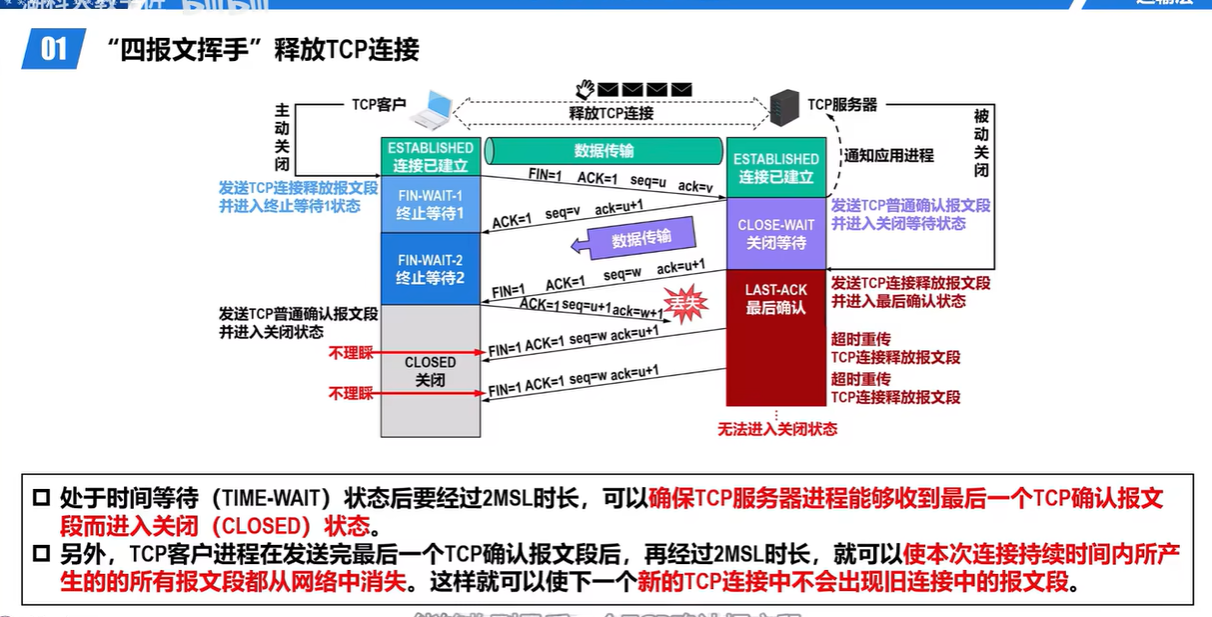 01 “四报文挥手”释放TCP连接
TCP客户
释放TCP连接
TCP服务器
主动关闭
被动关闭
ESTABLISHED
连接已建立
数据传输
ESTABLISHED
连接已建立
通知应用进程
FIN=1 ACK=1 seq=u ack=v
发送TCP连接释放报文段
并进入终止等待1状态
FIN-WAIT-1
终止等待1
ACK=1 seq=v ack=u+1
发送TCP普通确认报文段
并进入关闭等待状态
CLOSE-WAIT
关闭等待
数据传输
FIN-WAIT-2
终止等待2
FIN=1 ACK=1 seq=w ack=u+1
LAST-ACK
最后确认
发送TCP连接释放报文段
并进入最后确认状态
ACK=1 seq=u+1 ack=w+1
丢失
发送TCP普通确认报文段
并进入关闭状态
不理睬
FIN=1 ACK=1 seq=w ack=u+1
超时重传
TCP连接释放报文段
CLOSED
关闭
不理睬
FIN=1 ACK=1 seq=w ack=u+1
超时重传
TCP连接释放报文段
无法进入关闭状态
处于时间等待（TIME-WAIT）状态后要经过2MSL时长，可以确保TCP服务器进程能够收到最后一个TCP确认报文
段而进入关闭（CLOSED）状态。
另外，TCP客户进程在发送完最后一个TCP确认报文段后，再经过2MSL时长，就可以使本次连接持续时间内所产
生的的所有报文段都从网络中消失。这样就可以使下一个新的TCP连接中不会出现旧连接中的报文段。